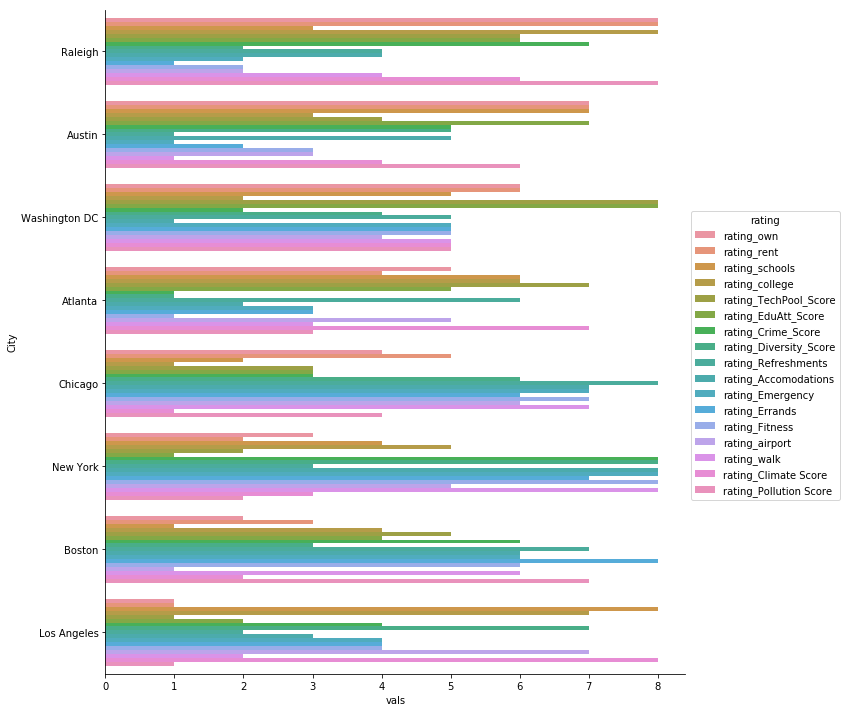 Raleigh
Austin
Washington DC
Atlanta
Chicago
New York
Boston
Los Angeles
City
0 1 2 3 4 5 6 7 8
vals
rating
rating_own
rating_rent
rating_schools
rating_college
rating_TechPool_Score
rating_EduAtt_Score
rating_Crime_Score
rating_Diversity_Score
rating_Refreshments
rating_Accomodations
rating_Emergency
rating_Errands
rating_Fitness
rating_airport
rating_walk
rating_Climate Score
rating_Pollution Score